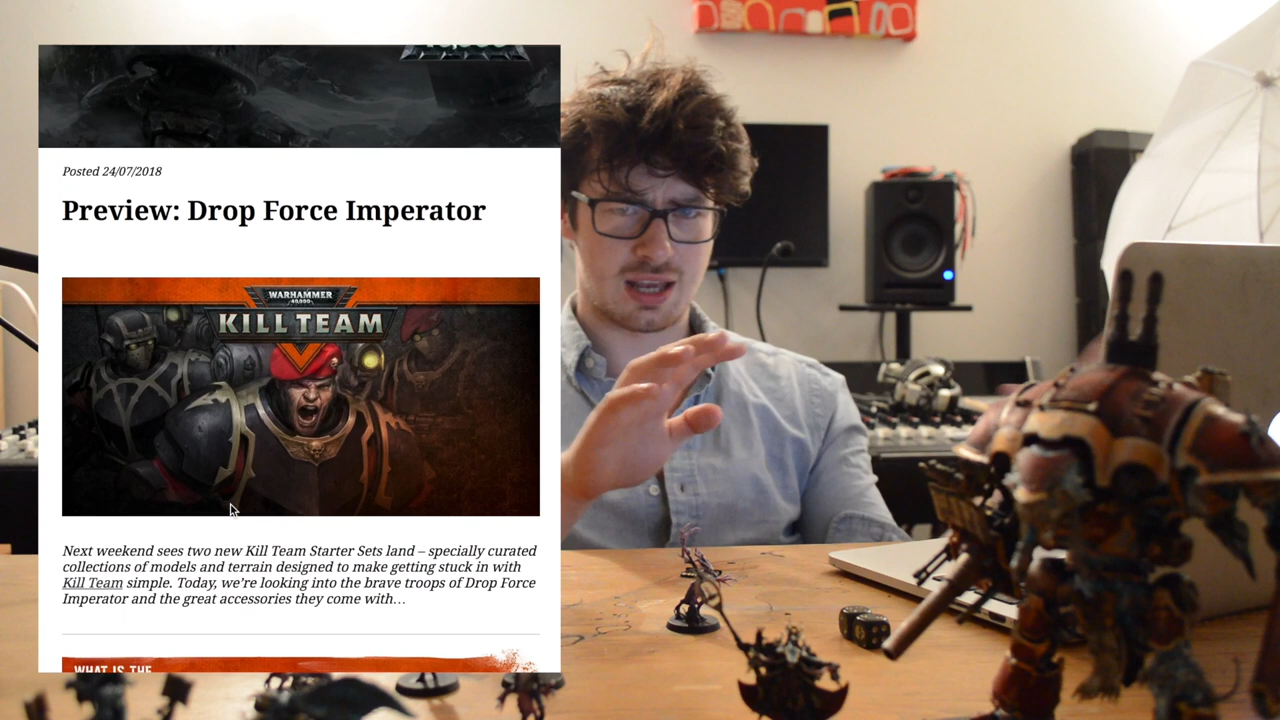 Posted 24/07/2018
Preview: Drop Force Imperator
WARHAMMER
40,000
KILL TEAM
Next weekend sees two new Kill Team Starter Sets land – specially curated
collections of models and terrain designed to make getting stuck in with
Kill Team simple. Today, we’re looking into the brave troops of Drop Force
Imperator and the great accessories they come with…
WHAT IS THE